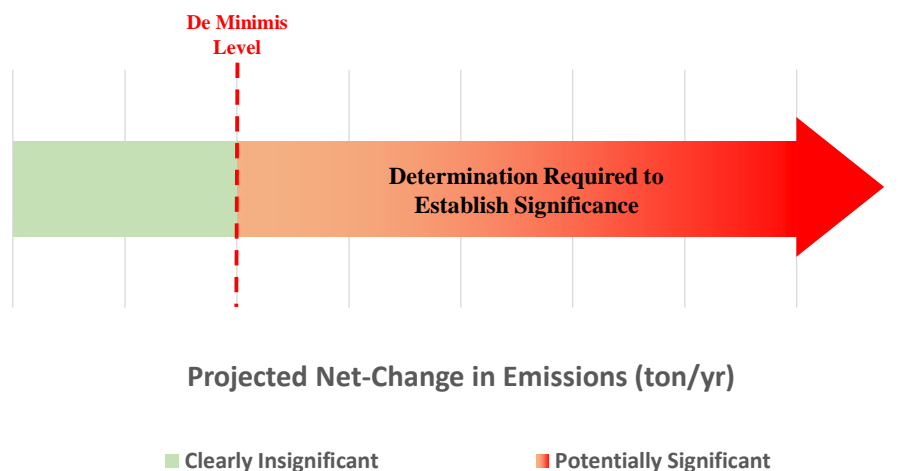 De Minimis
Level
Determination Required to
Establish Significance
Projected Net-Change in Emissions (ton/yr)
Clearly Insignificant
Potentially Significant